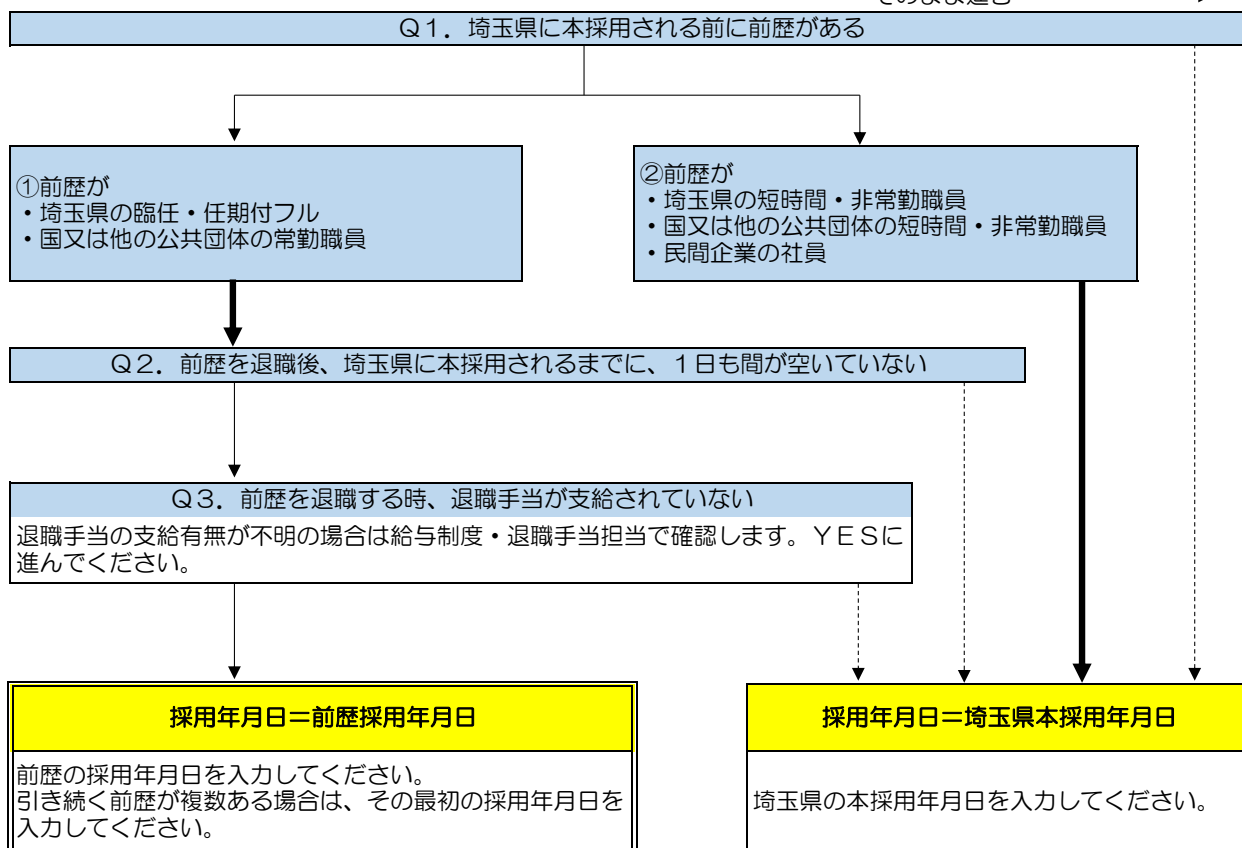 Q1．埼玉県に本採用される前に前歴がある
①前歴が
・埼玉県の臨任・任期付フル
・国又は他の公共団体の常勤職員
②前歴が
・埼玉県の短時間・非常勤職員
・国又は他の公共団体の短時間・非常勤職員
・民間企業の社員
Q2．前歴を退職後、埼玉県に本採用されるまでに、１日も間が空いていない
Q3．前歴を退職する時、退職手当が支給されていない
退職手当の支給有無が不明の場合は給与制度・退職手当担当で確認します。ＹＥＳに
進んでください。
採用年月日＝前歴採用年月日
前歴の採用年月日を入力してください。
引き続く前歴が複数ある場合は、その最初の採用年月日を
入力してください。
採用年月日＝埼玉県本採用年月日
埼玉県の本採用年月日を入力してください。